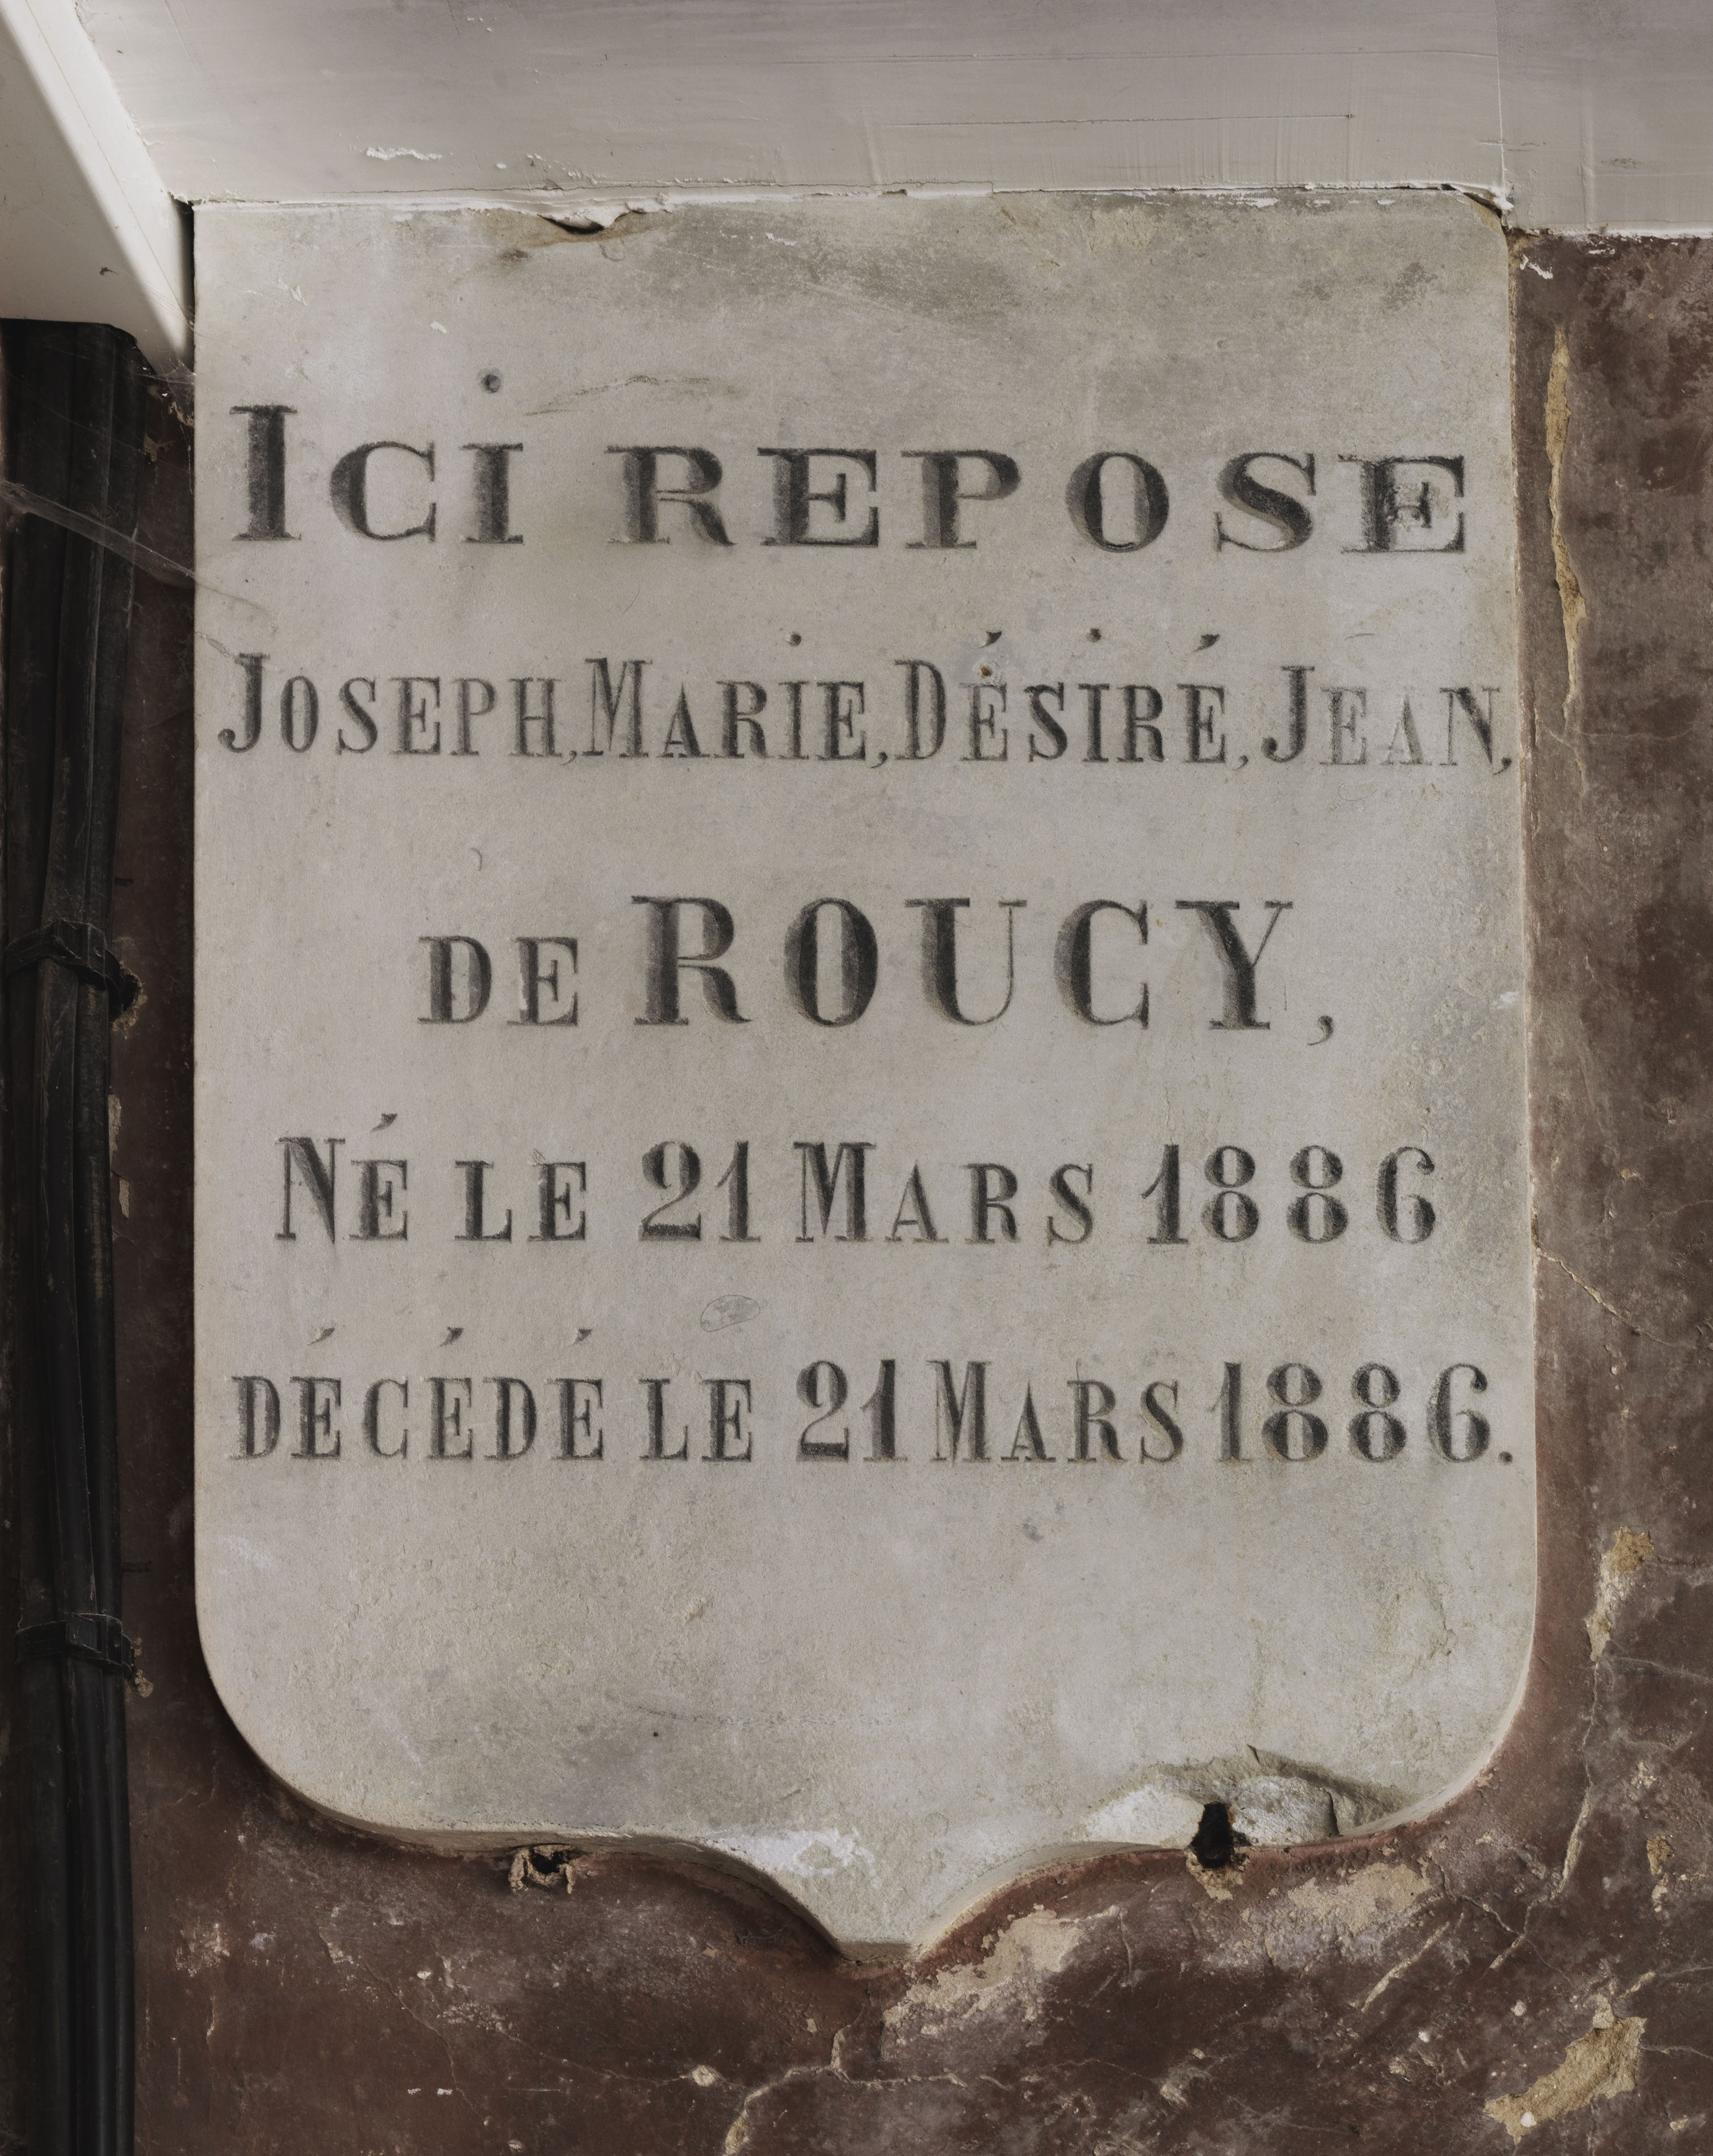 ICI REPOSE
JOSEPH, MARIE, DÉSIRÉ, JEAN,
DE ROUCY,
NÉ LE 21 MARS 1886
DÉCÉDÉ LE 21 MARS 1886.